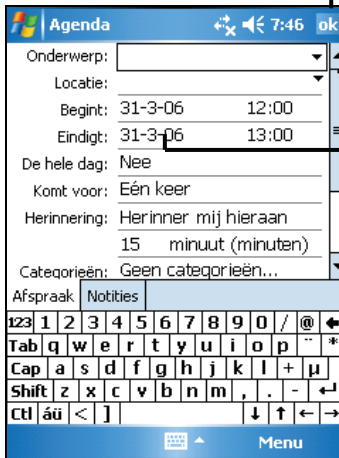 Agenda 7:46 ok
Onderwerp:
Locatie:
Begint: 31-3-06 12:00
Eindigt: 31-3-06 13:00
De hele dag: Nee
Komt voor: Eén keer
Herinnering: Herinner mij hieraan
15 minuut (minuten)
Categorieën: Geen categorieën...
Afspraak Notities
123 1 2 3 4 5 6 7 8 9 0 / @ ←
Tab q w e r t y u i o p ¨ *
Cap a s d f g h j k l + µ
Shift z x c v b n m , . - ↵
Ctl áü < ] ↓ ↑ ← →
Menu